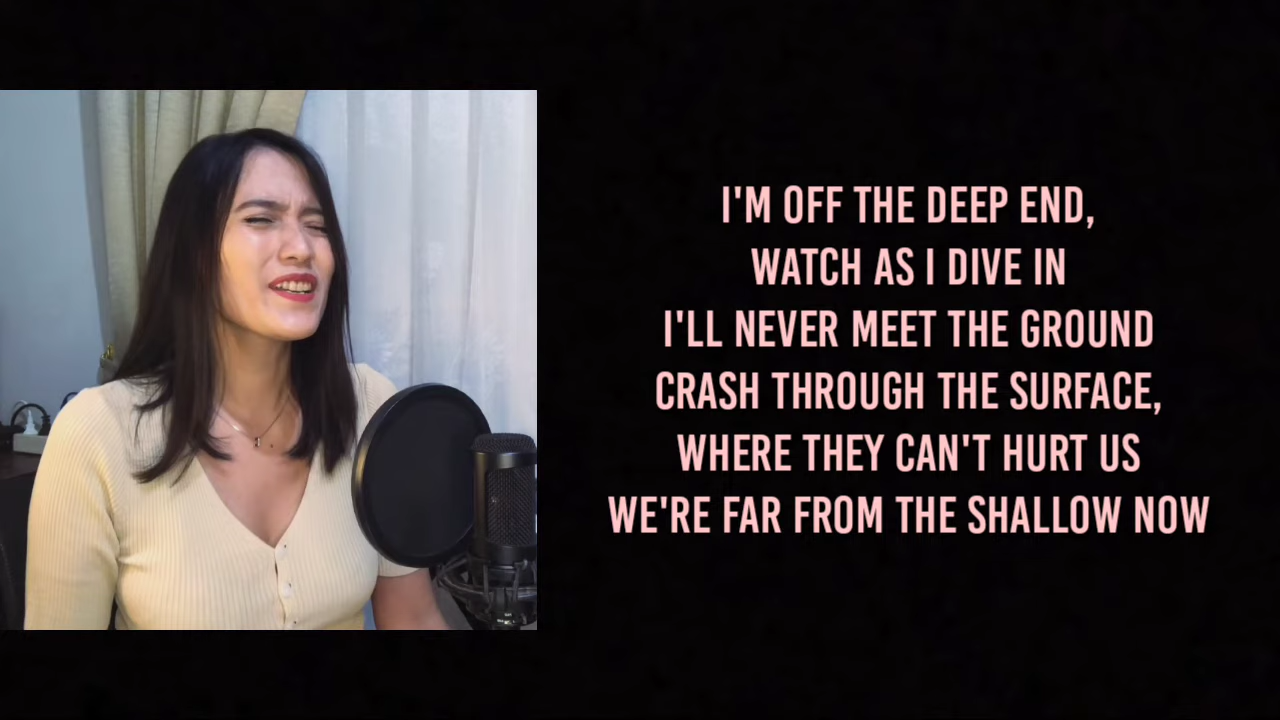 I'M OFF THE DEEP END,
WATCH AS I DIVE IN
I'LL NEVER MEET THE GROUND
CRASH THROUGH THE SURFACE,
WHERE THEY CAN'T HURT US
WE'RE FAR FROM THE SHALLOW NOW